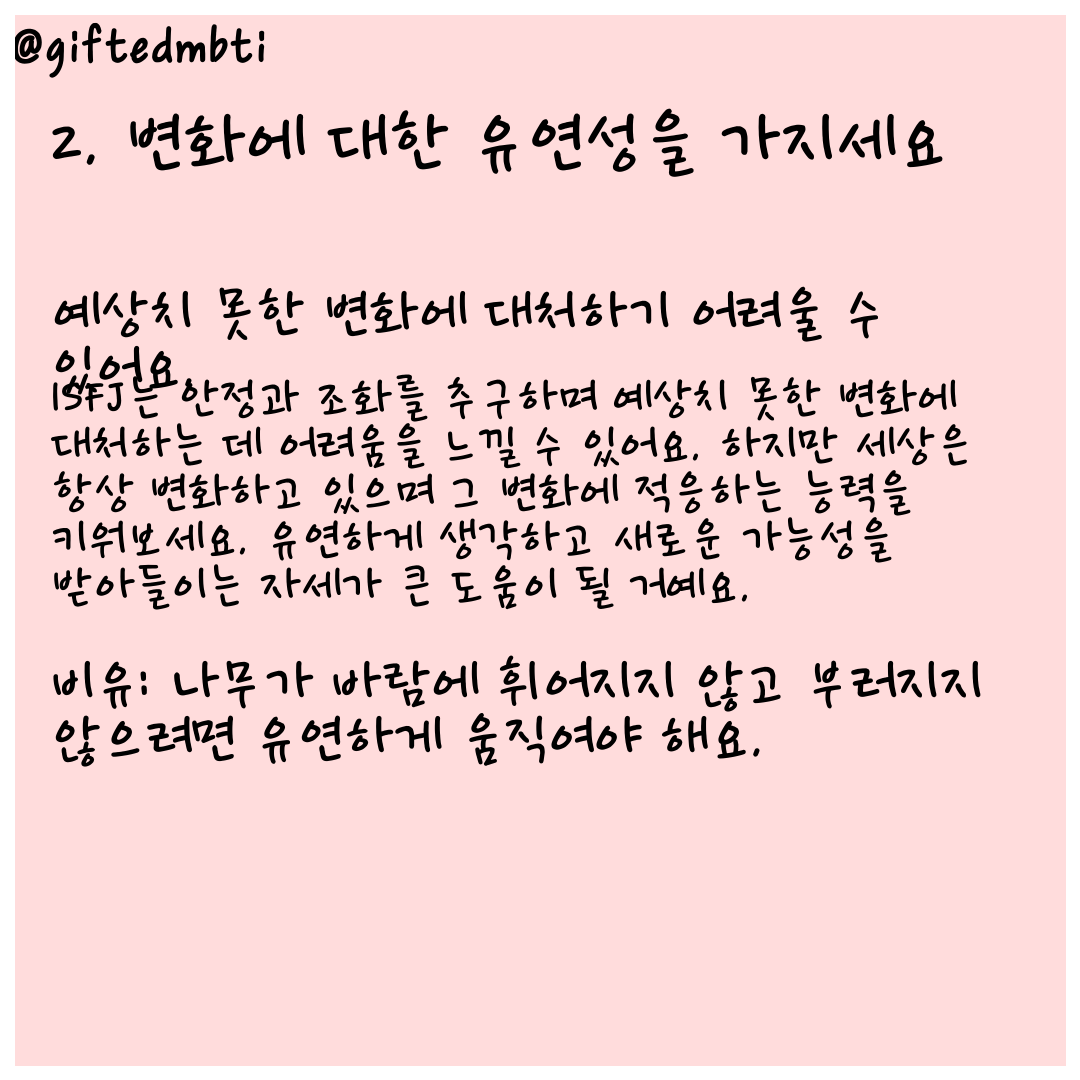 @giftedmbti
2. 변화에 대한 유연성을 가지세요
예상치 못한 변화에 대처하기 어려울 수
있어요.
ISFJ는 안정과 조화를 추구하며 예상치 못한 변화에
대처하는 데 어려움을 느낄 수 있어요. 하지만 세상은
항상 변화하고 있으며 그 변화에 적응하는 능력을
키워보세요. 유연하게 생각하고 새로운 가능성을
받아들이는 자세가 큰 도움이 될 거예요.
비유: 나무가 바람에 휘어지지 않고 부러지지
않으려면 유연하게 움직여야 해요.